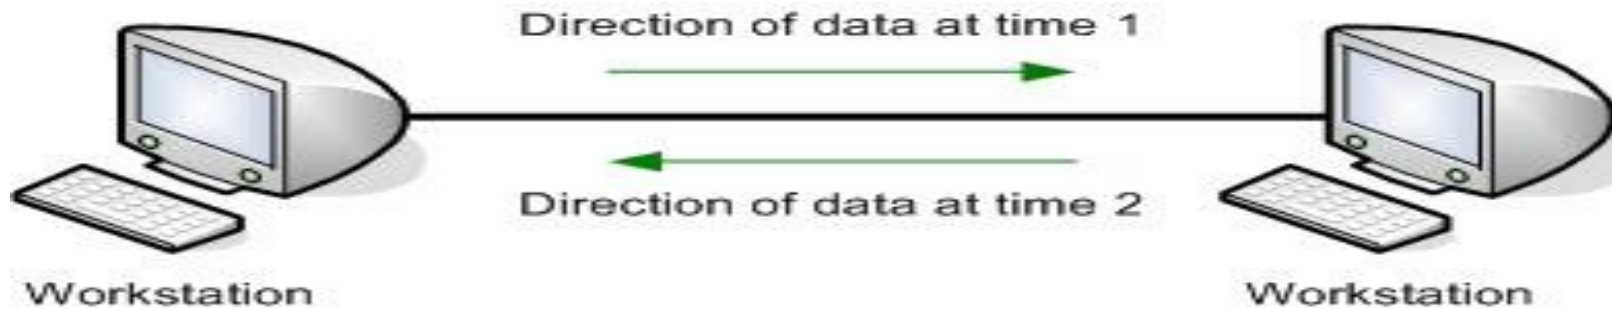 Direction of data at time 1
Direction of data at time 2
Workstation
Workstation